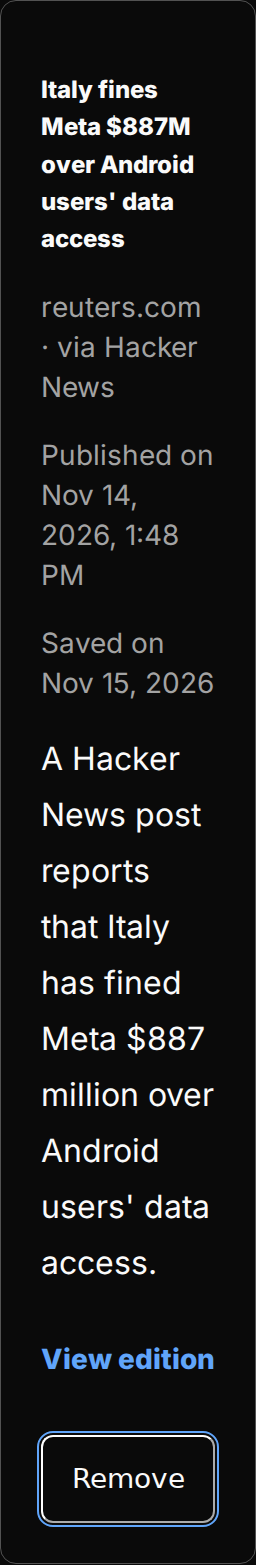 Italy fines
Meta $887M
over Android
users' data
access
reuters.com
· via Hacker
News
Published on
Nov 14,
2026, 1:48
PM
Saved on
Nov 15, 2026
A Hacker
News post
reports
that Italy
has fined
Meta $887
million over
Android
users' data
access.
View edition
Remove